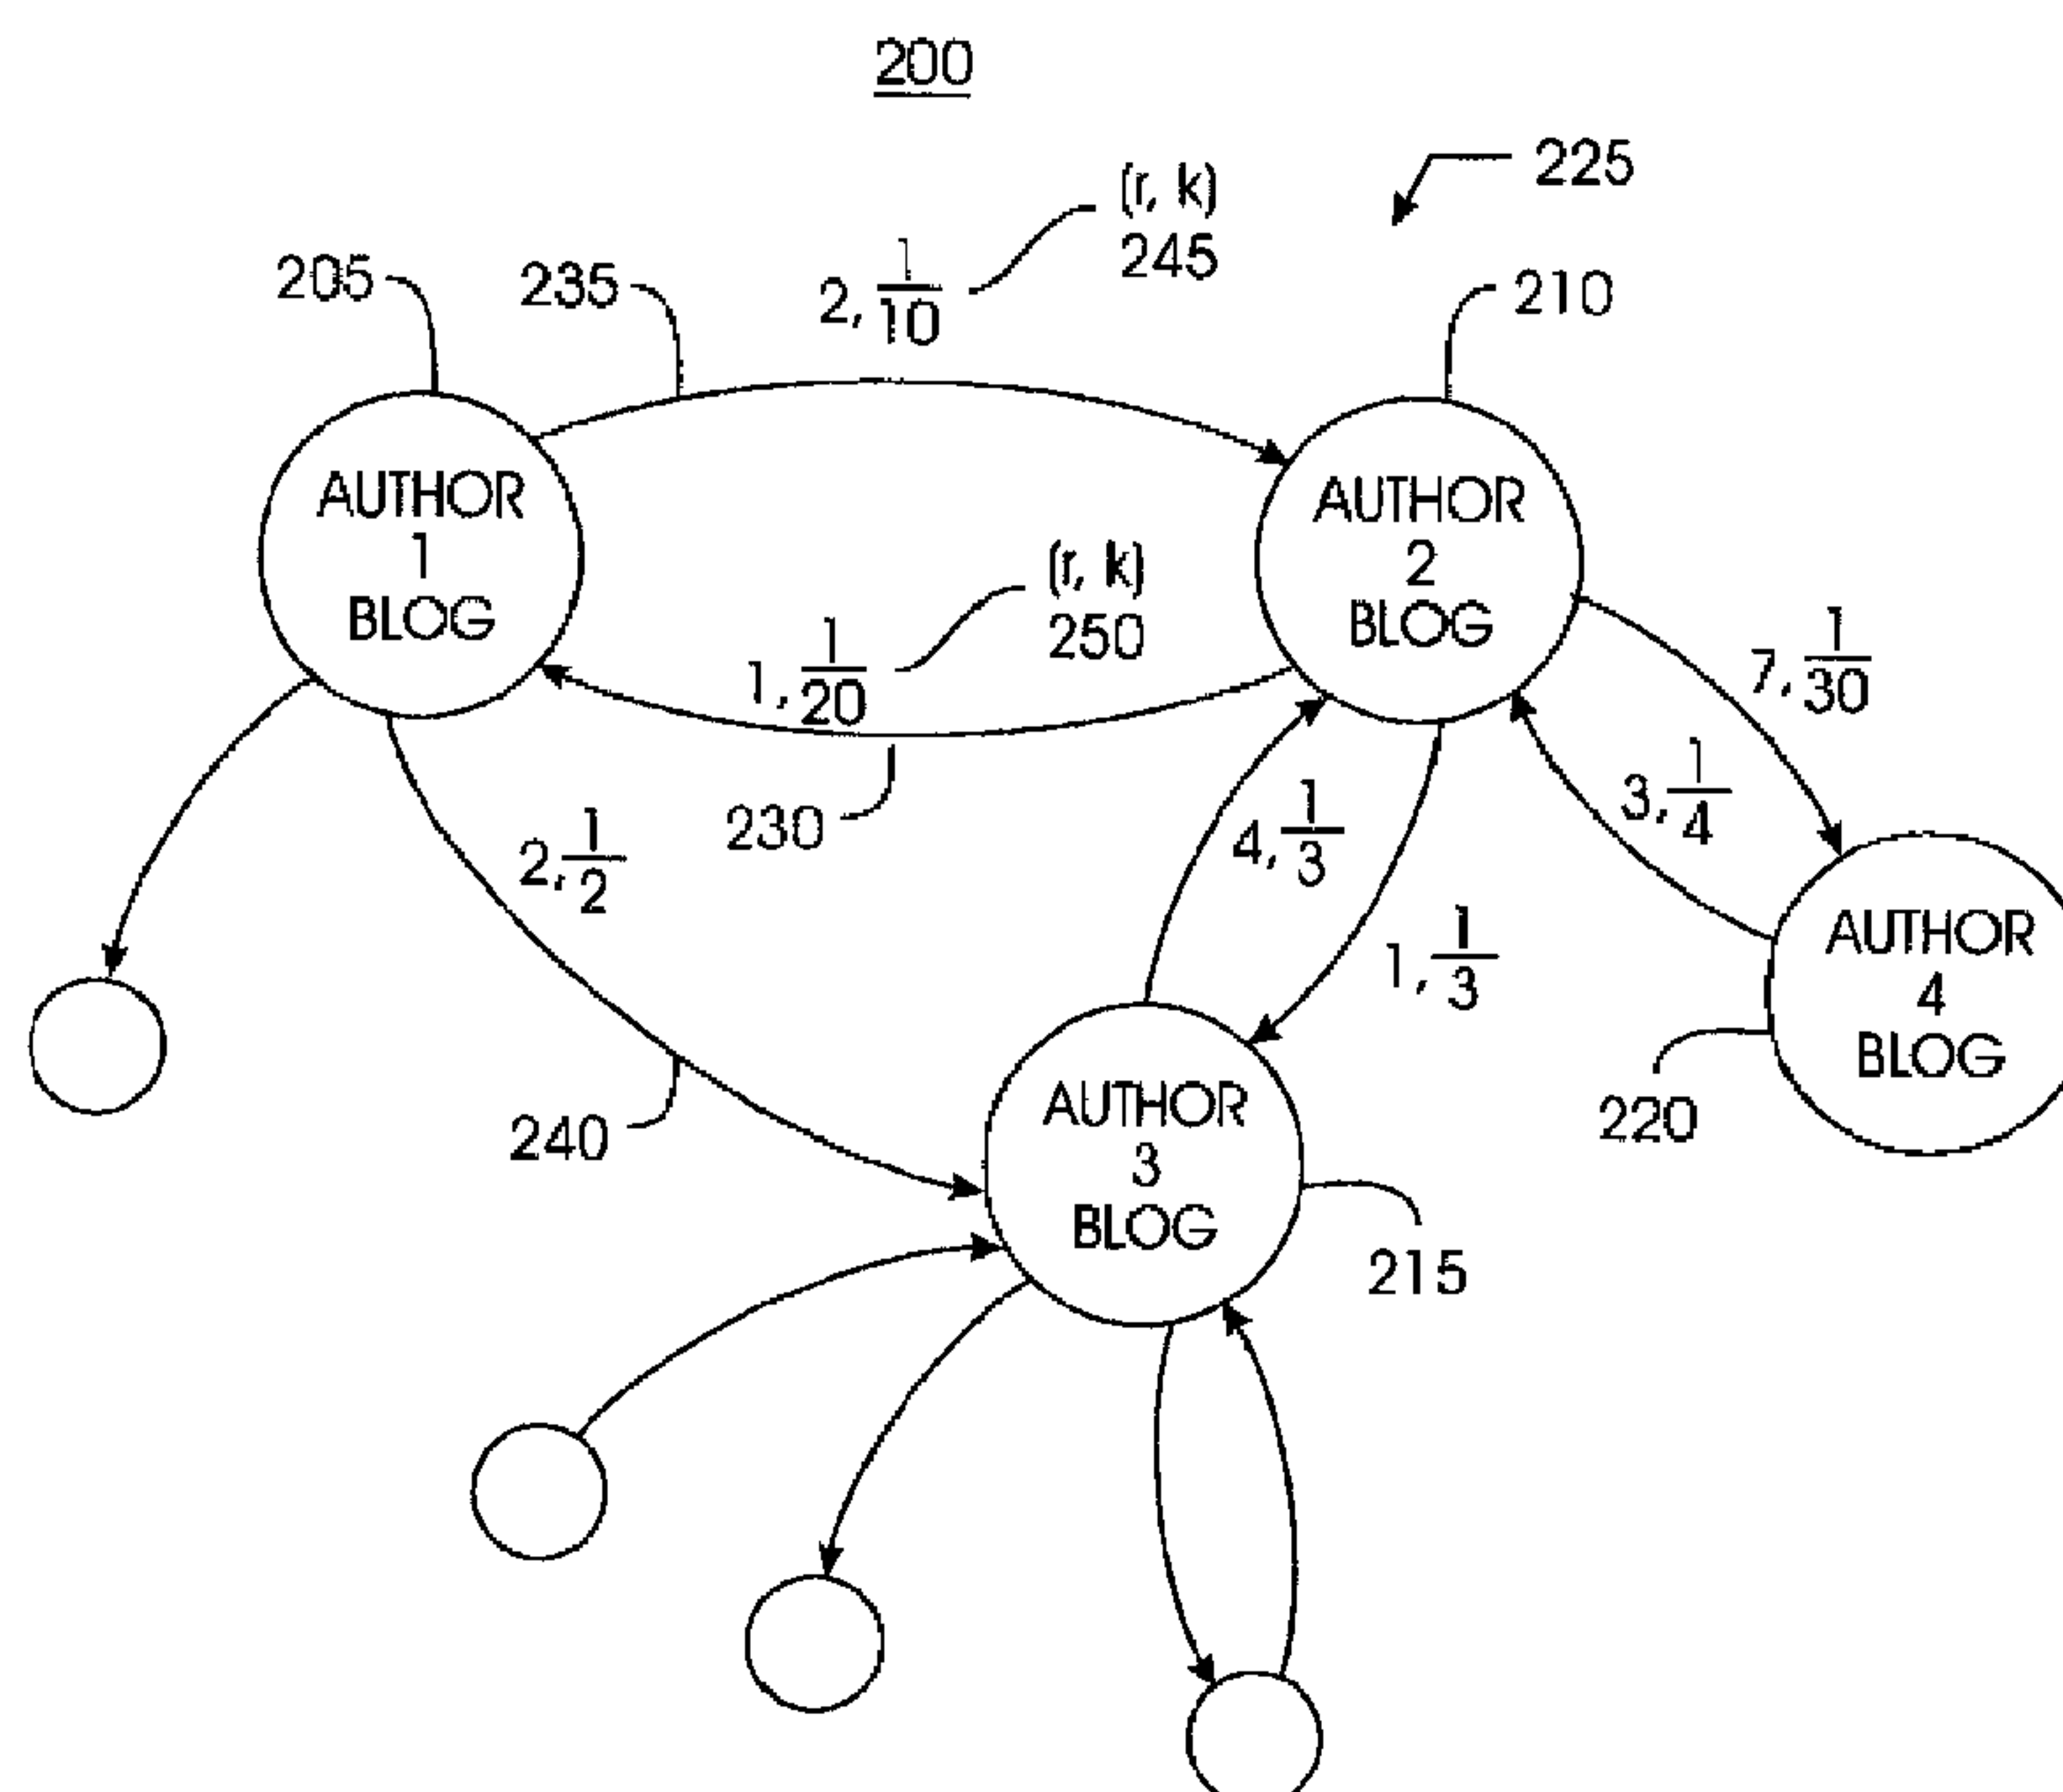 200
225
(r, k)
245
2, 1/10
205
235
210
AUTHOR
1
BLOG
AUTHOR
2
BLOG
(r, k)
250
1, 1/20
7, 1/30
230
3, 1/4
4, 1/3
2, 1/2
1, 1/3
AUTHOR
4
BLOG
220
240
AUTHOR
3
BLOG
215